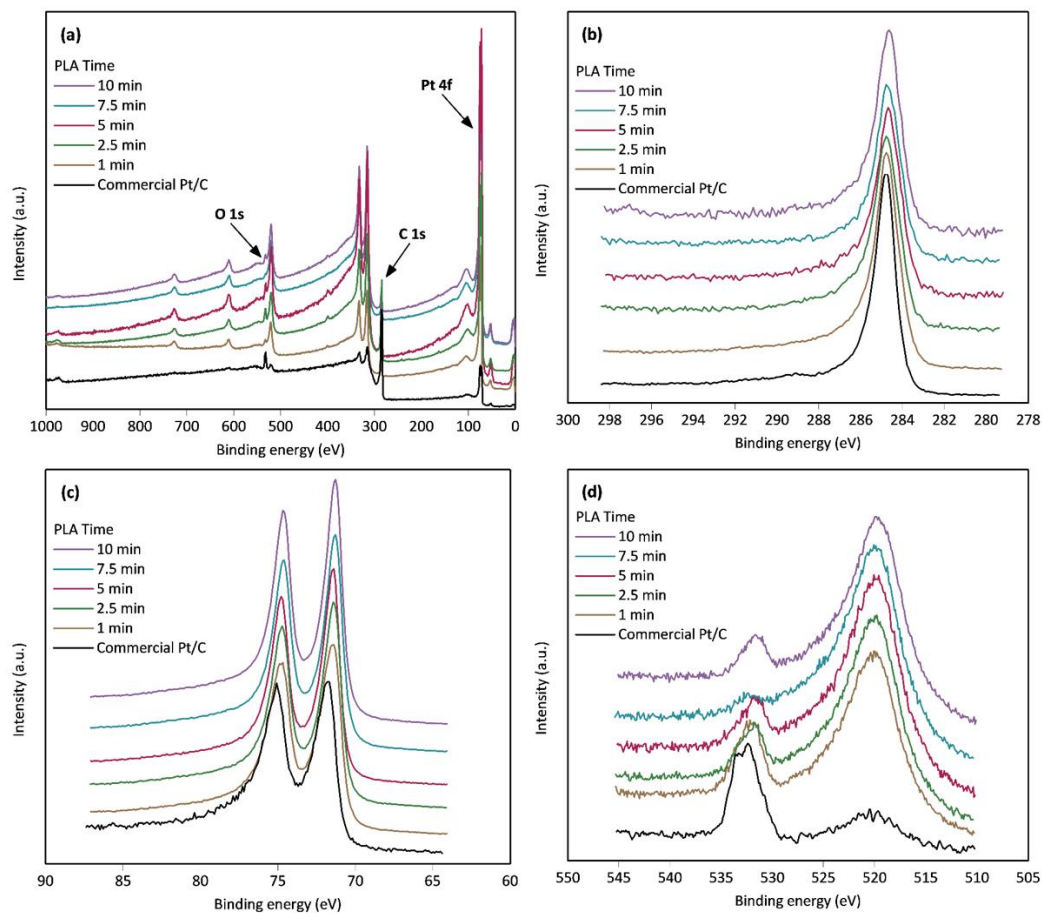 (a)
PLA Time
10 min
7.5 min
5 min
2.5 min
1 min
Commercial Pt/C
Pt 4f
O 1s
C 1s
Intensity (a.u.)
1000 900 800 700 600 500 400 300 200 100 0
Binding energy (eV)
(b)
PLA Time
10 min
7.5 min
5 min
2.5 min
1 min
Commercial Pt/C
Intensity (a.u.)
300 298 296 294 292 290 288 286 284 282 280 278
Binding energy (eV)
(c)
PLA Time
10 min
7.5 min
5 min
2.5 min
1 min
Commercial Pt/C
Intensity (a.u.)
90 85 80 75 70 65 60
Binding energy (eV)
(d)
PLA Time
10 min
7.5 min
5 min
2.5 min
1 min
Commercial Pt/C
Intensity (a.u.)
550 545 540 535 530 525 520 515 510 505
Binding energy (eV)